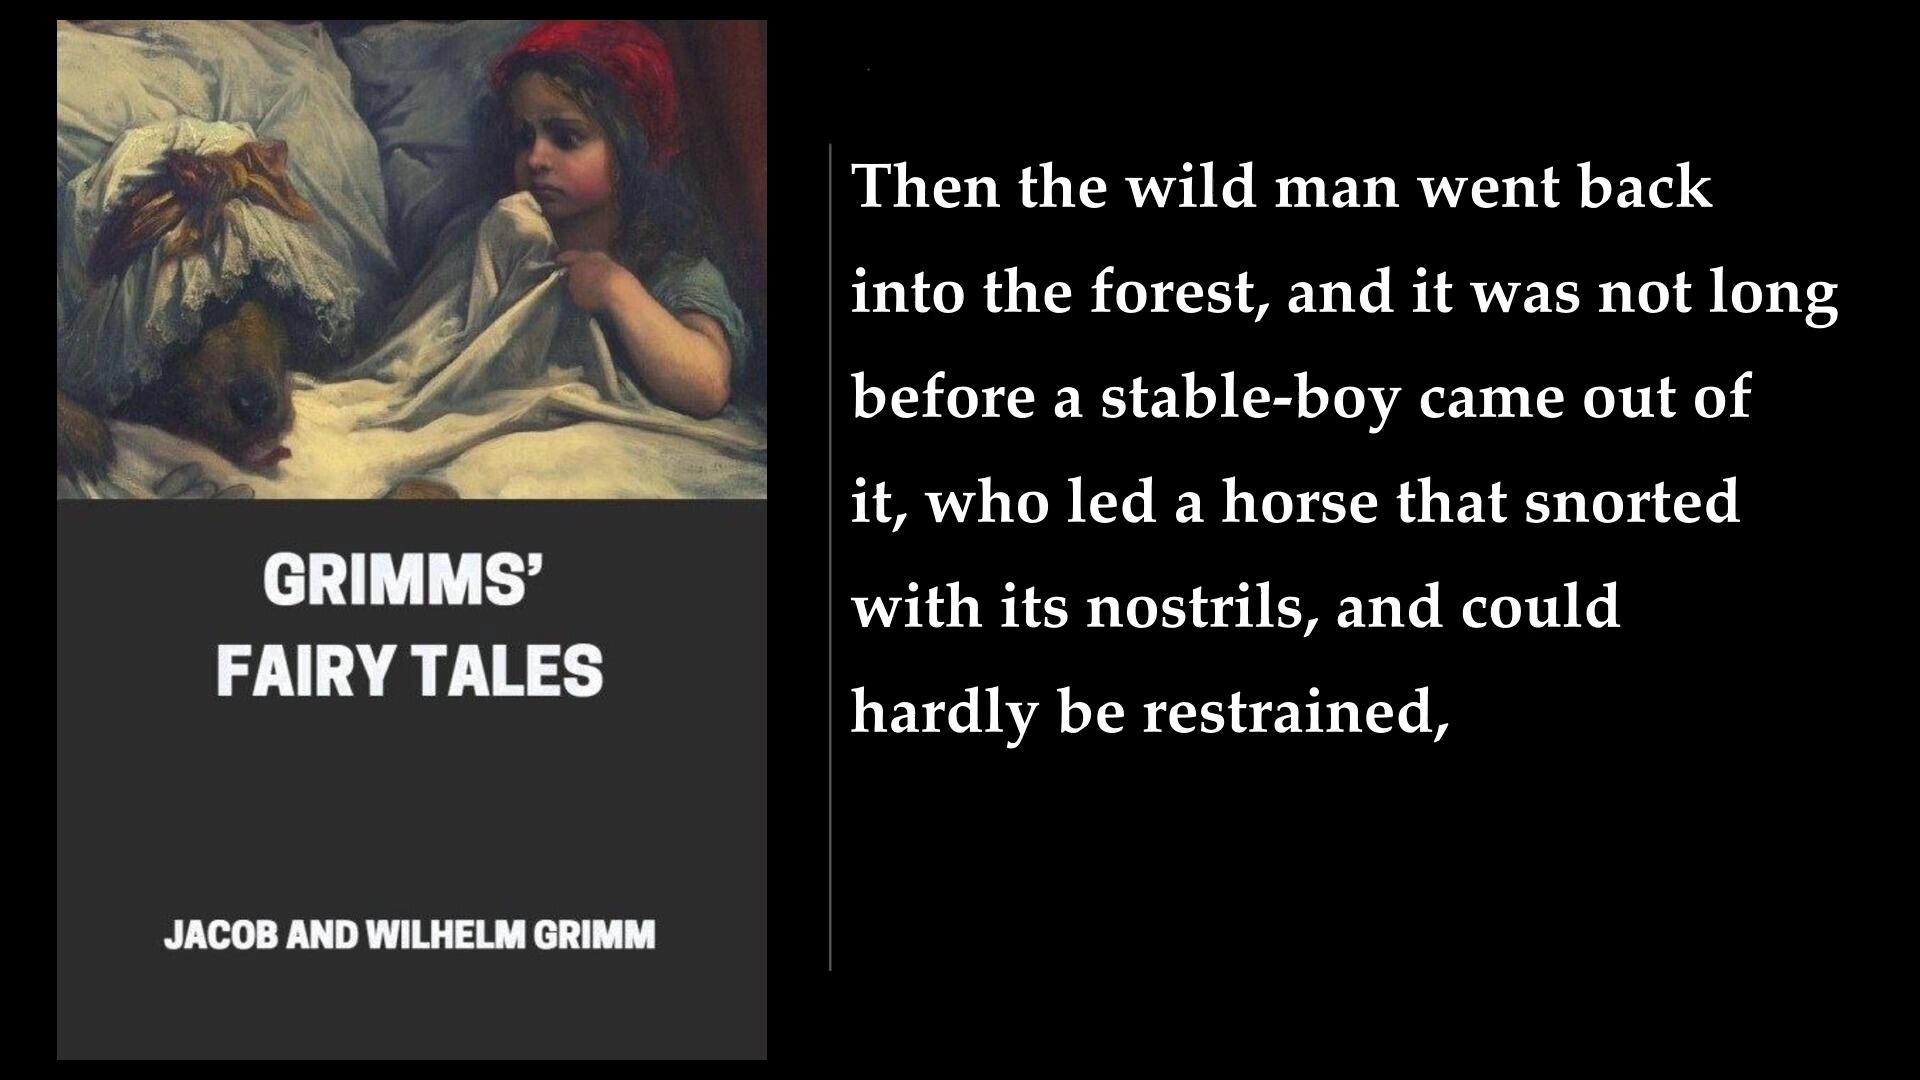 GRIMMS’
FAIRY TALES
JACOB AND WILHELM GRIMM
Then the wild man went back
into the forest, and it was not long
before a stable-boy came out of
it, who led a horse that snorted
with its nostrils, and could
hardly be restrained,